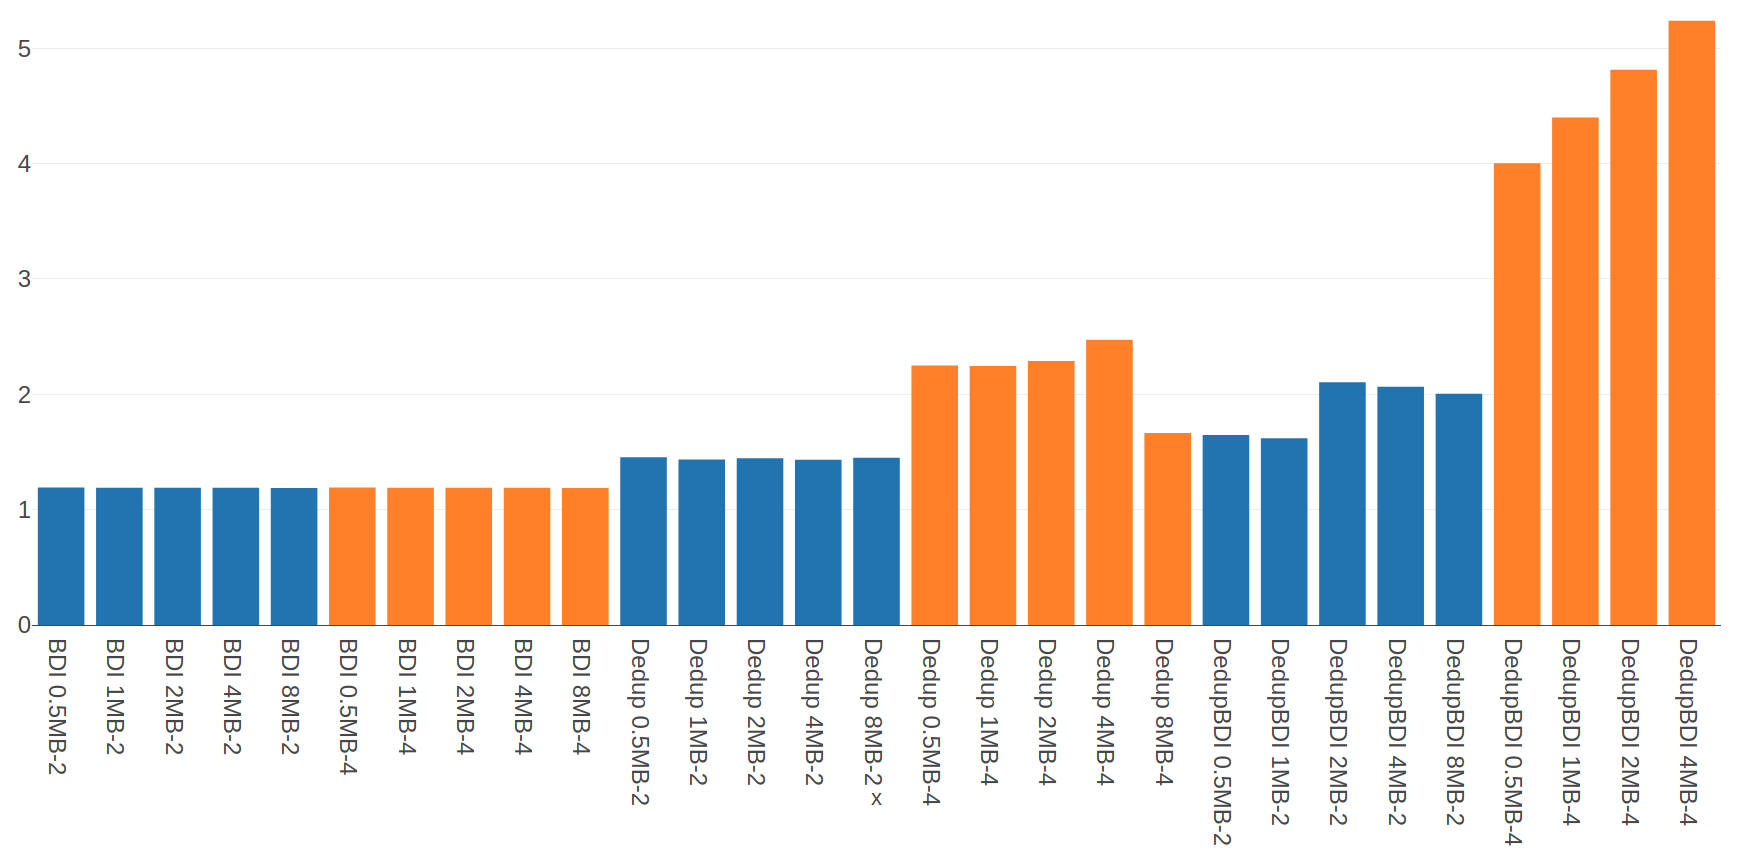 5
4
3
2
1
0
BDI 0.5MB-2
BDI 1MB-2
BDI 2MB-2
BDI 4MB-2
BDI 8MB-2
BDI 0.5MB-4
BDI 1MB-4
BDI 2MB-4
BDI 4MB-4
BDI 8MB-4
Dedup 0.5MB-2
Dedup 1MB-2
Dedup 2MB-2
Dedup 4MB-2
Dedup 8MB-2
x
Dedup 0.5MB-4
Dedup 1MB-4
Dedup 2MB-4
Dedup 4MB-4
Dedup 8MB-4
DedupBDI 0.5MB-2
DedupBDI 1MB-2
DedupBDI 2MB-2
DedupBDI 4MB-2
DedupBDI 8MB-2
DedupBDI 0.5MB-4
DedupBDI 1MB-4
DedupBDI 2MB-4
DedupBDI 4MB-4